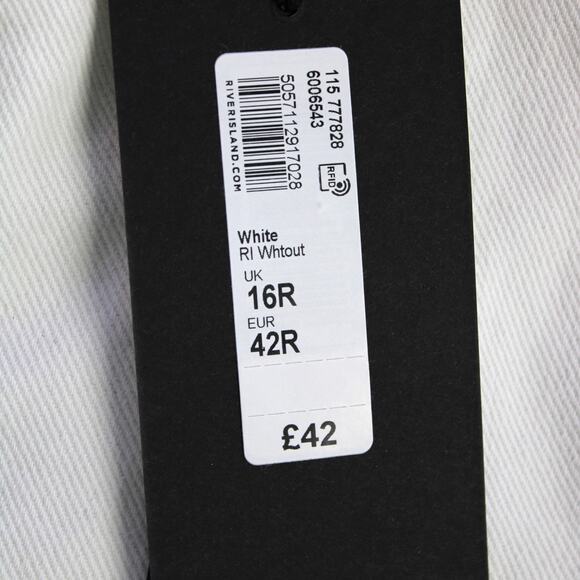 115 777828
6006543
RFID
5057112917028
RIVERISLAND.COM
White
RI Whtout
UK
16R
EUR
42R
£42